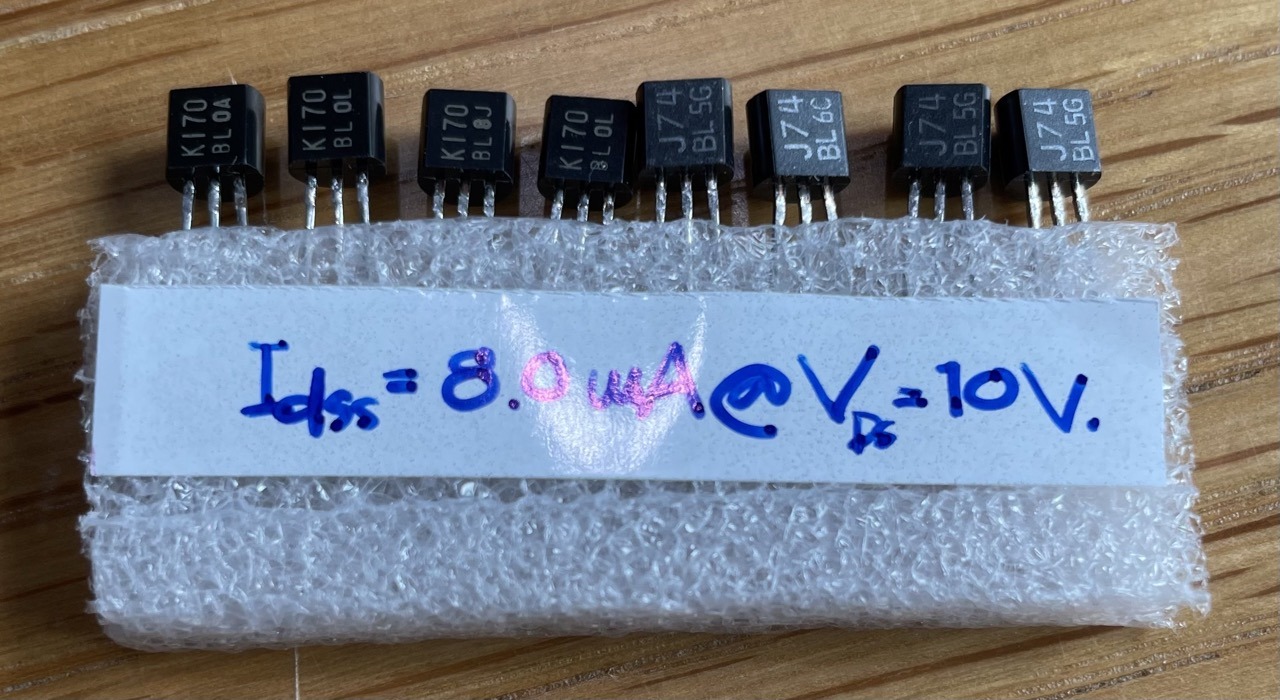 K170
BL 0A
K170
BL 0L
K170
BL 8J
K170
BL 0L
J74
BL 5G
J74
BL 6C
J74
BL 5G
J74
BL 5G
Idss = 8.0 mA @ VDS = 10V.